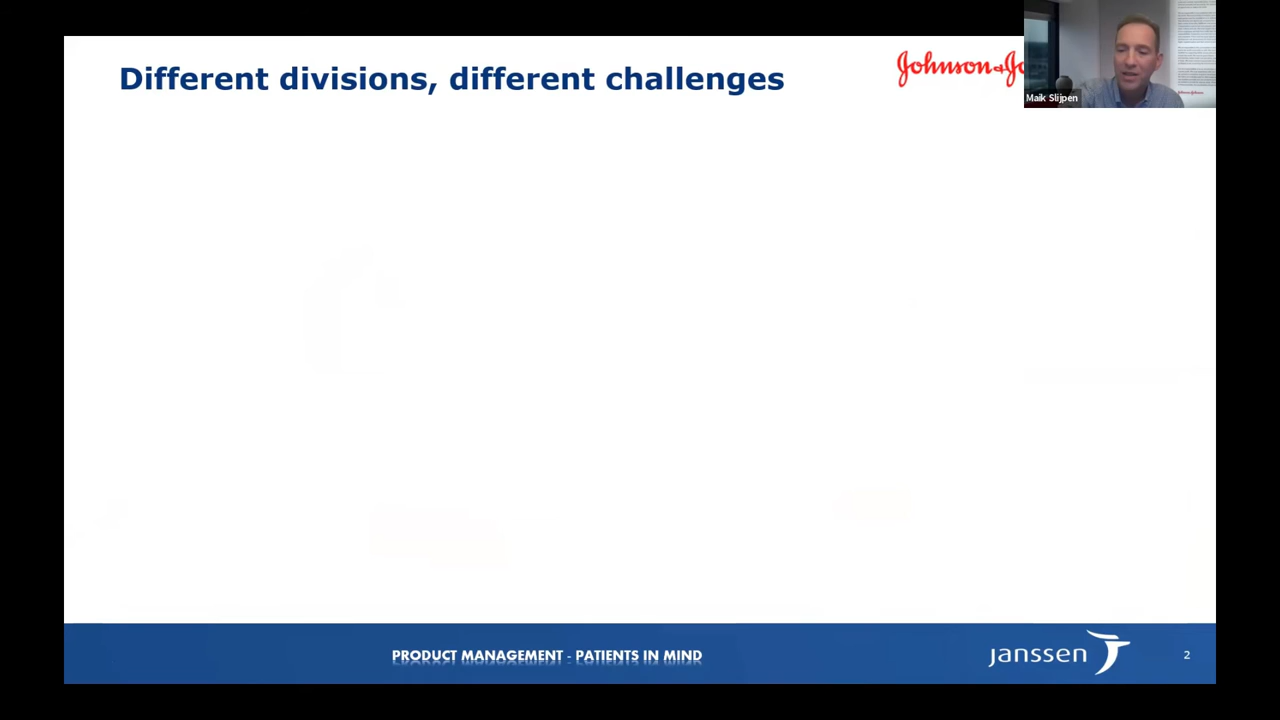 Different divisions, different challenges
Johnson+Jo
Maik Slijpen
PRODUCT MANAGEMENT - PATIENTS IN MIND
janssen
2